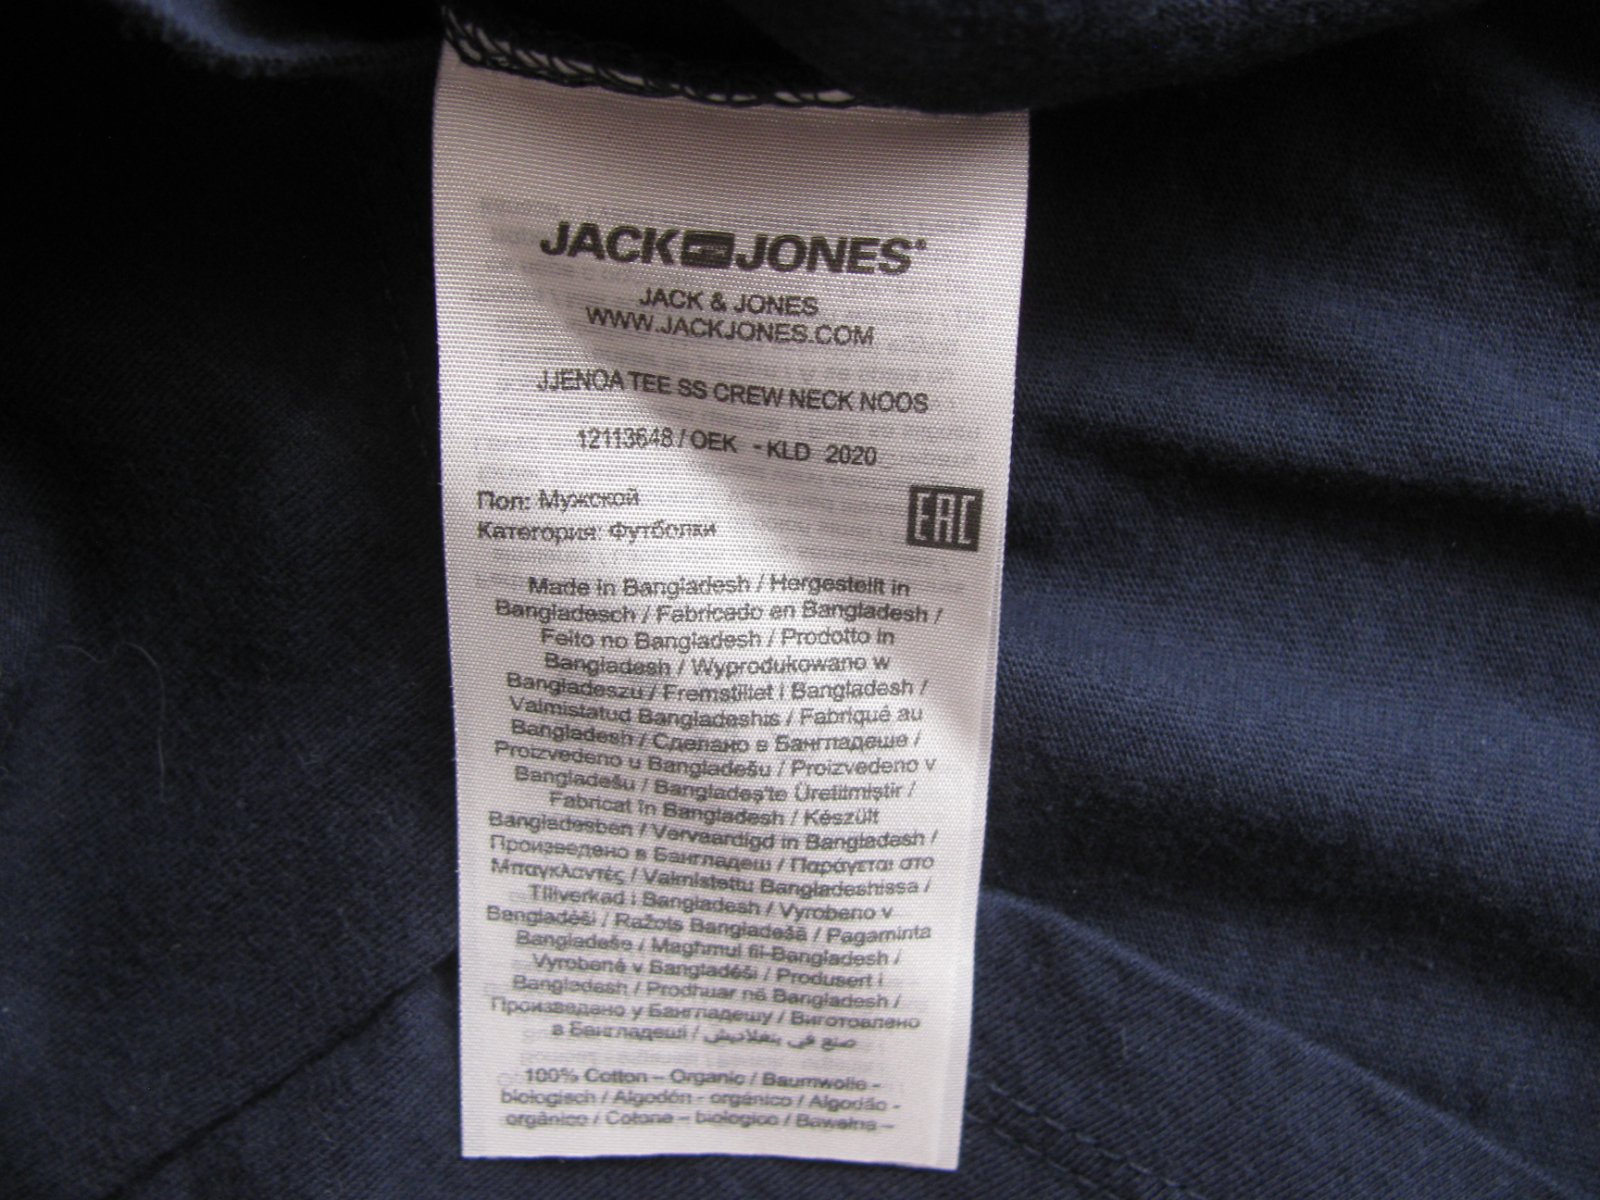 JACK JONES®
JACK & JONES
WWW.JACKJONES.COM
JJENOA TEE SS CREW NECK NOOS
12113648 / OEK - KLD 2020
Пол: Мужской
EAC
Категория: Футболки
Made in Bangladesh / Hergestellt in
Bangladesch / Fabricado en Bangladesh /
Feito no Bangladesh / Prodotto in
Bangladesh / Wyprodukowano w
Bangladeszu / Fremstillet i Bangladesh /
Valmistatud Bangladeshis / Fabriqué au
Bangladesh / Сделано в Бангладеше /
Proizvedeno u Bangladešu / Proizvedeno v
Bangladešu / Bangladeş'te Üretilmiştir /
Fabricat în Bangladesh / Készült
Bangladesben / Vervaardigd in Bangladesh /
Произведено в Бангладеш / Παράγεται στο
Μπαγκλαντές / Valmistettu Bangladeshissa /
Tillverkad i Bangladesh / Vyrobeno v
Bangladéši / Ražots Bangladešā / Pagaminta
Bangladeše / Maghmul fil-Bangladesh /
Vyrobené v Bangladéši / Produsert i
Bangladesh / Prodhuar në Bangladesh /
Произведено у Бангладешу / Виготовлено
в Бангладеші / صنع في بنغلاديش
100% Cotton – Organic / Baumwolle -
biologisch / Algodón - orgánico / Algodão -
orgânico / Cotone – biologico / Bawełna –